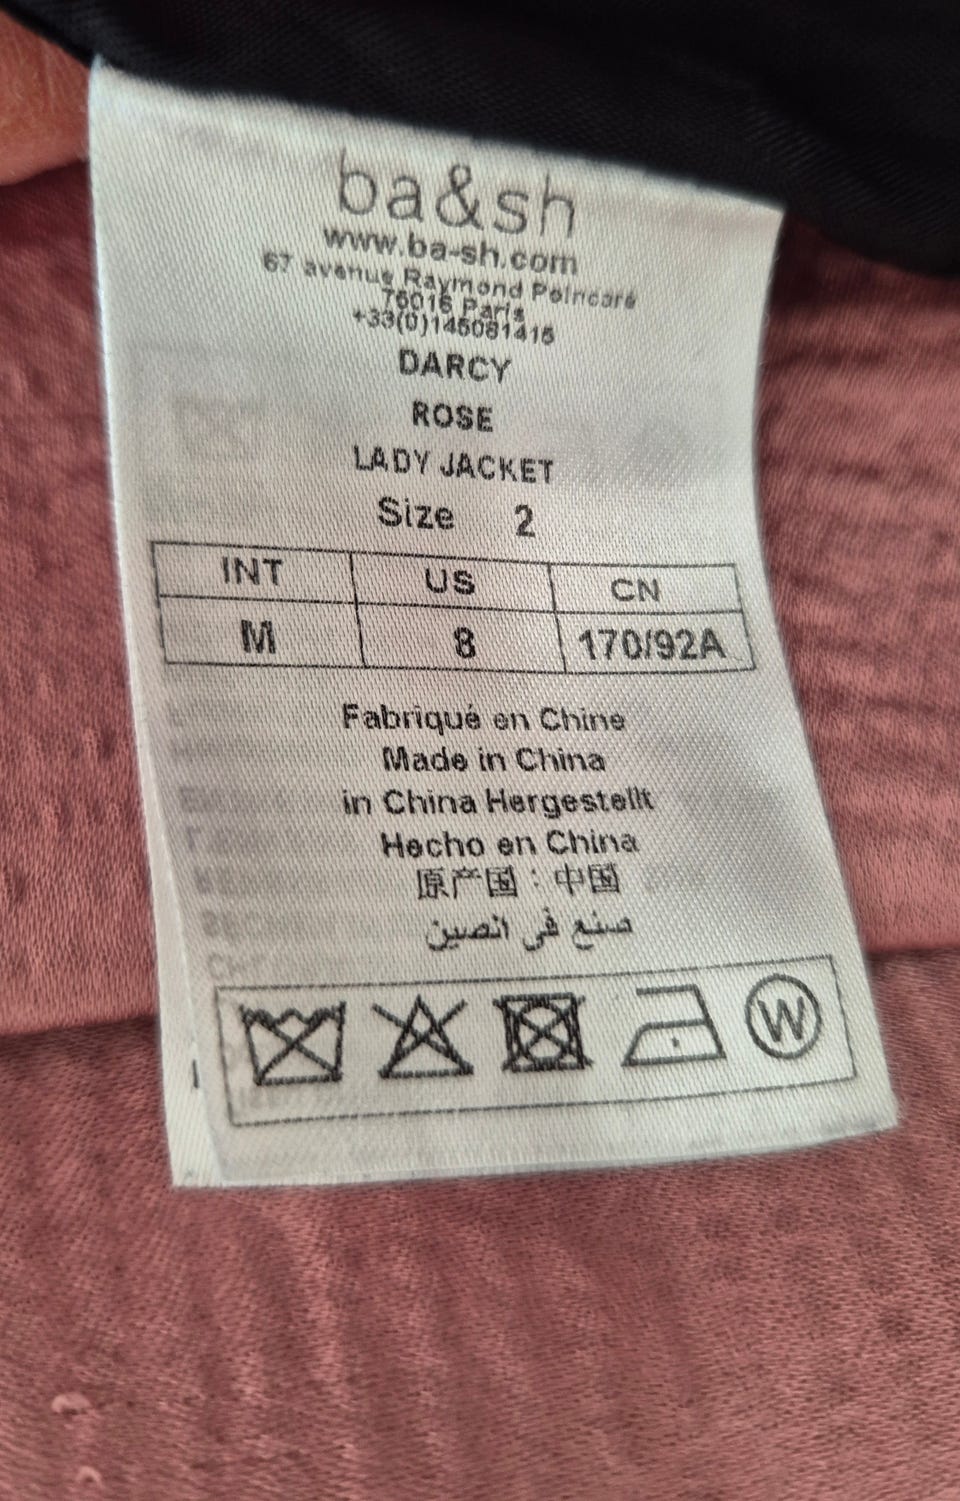 ba&sh
www.ba-sh.com
67 avenue Raymond Poincaré
75016 Paris
+33(0)145081415
DARCY
ROSE
LADY JACKET
Size 2
INT US CN
M 8 170/92A
Fabriqué en Chine
Made in China
in China Hergestellt
Hecho en China
原产国：中国
صنع في انصين
W